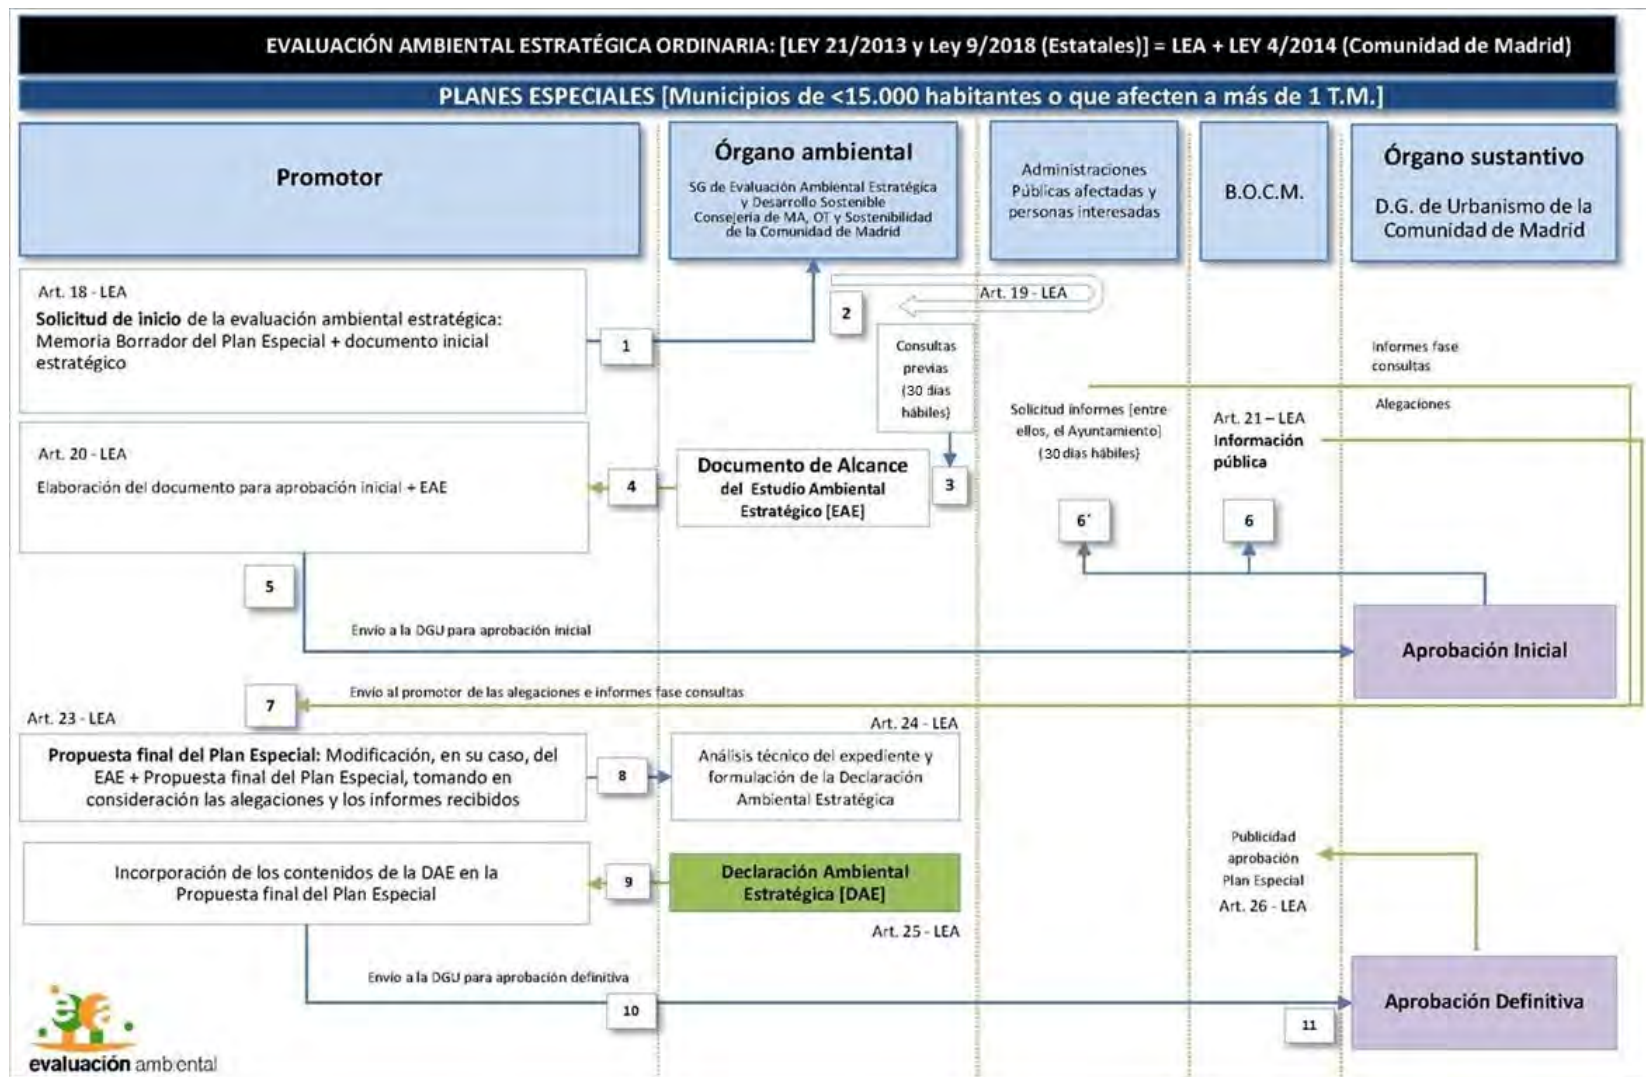 EVALUACIÓN AMBIENTAL ESTRATÉGICA ORDINARIA: [LEY 21/2013 y Ley 9/2018 (Estatales)] = LEA + LEY 4/2014 (Comunidad de Madrid)
PLANES ESPECIALES [Municipios de <15.000 habitantes o que afecten a más de 1 T.M.]
Promotor
Órgano ambiental
SG de Evaluación Ambiental Estratégica
y Desarrollo Sostenible
Consejería de MA, OT y Sostenibilidad
de la Comunidad de Madrid
Administraciones
Públicas afectadas y
personas interesadas
B.O.C.M.
Órgano sustantivo
D.G. de Urbanismo de la
Comunidad de Madrid
Art. 18 - LEA
Solicitud de inicio de la evaluación ambiental estratégica:
Memoria Borrador del Plan Especial + documento inicial
estratégico
1
2
Art. 19 - LEA
Consultas
previas
(30 días
hábiles)
Informes fase
consultas
Alegaciones
Solicitud informes [entre
ellos, el Ayuntamiento]
(30 días hábiles)
Art. 21 – LEA
Información
pública
Art. 20 - LEA
Elaboración del documento para aprobación inicial + EAE
4
Documento de Alcance
del Estudio Ambiental
Estratégico [EAE]
3
6´
6
5
Envío a la DGU para aprobación inicial
Aprobación Inicial
7
Envío al promotor de las alegaciones e informes fase consultas
Art. 23 - LEA
Art. 24 - LEA
Propuesta final del Plan Especial: Modificación, en su caso, del
EAE + Propuesta final del Plan Especial, tomando en
consideración las alegaciones y los informes recibidos
8
Análisis técnico del expediente y
formulación de la Declaración
Ambiental Estratégica
Publicidad
aprobación
Plan Especial
Art. 26 - LEA
Incorporación de los contenidos de la DAE en la
Propuesta final del Plan Especial
9
Declaración Ambiental
Estratégica [DAE]
Art. 25 - LEA
Envío a la DGU para aprobación definitiva
10
11
Aprobación Definitiva
eea
evaluación ambiental